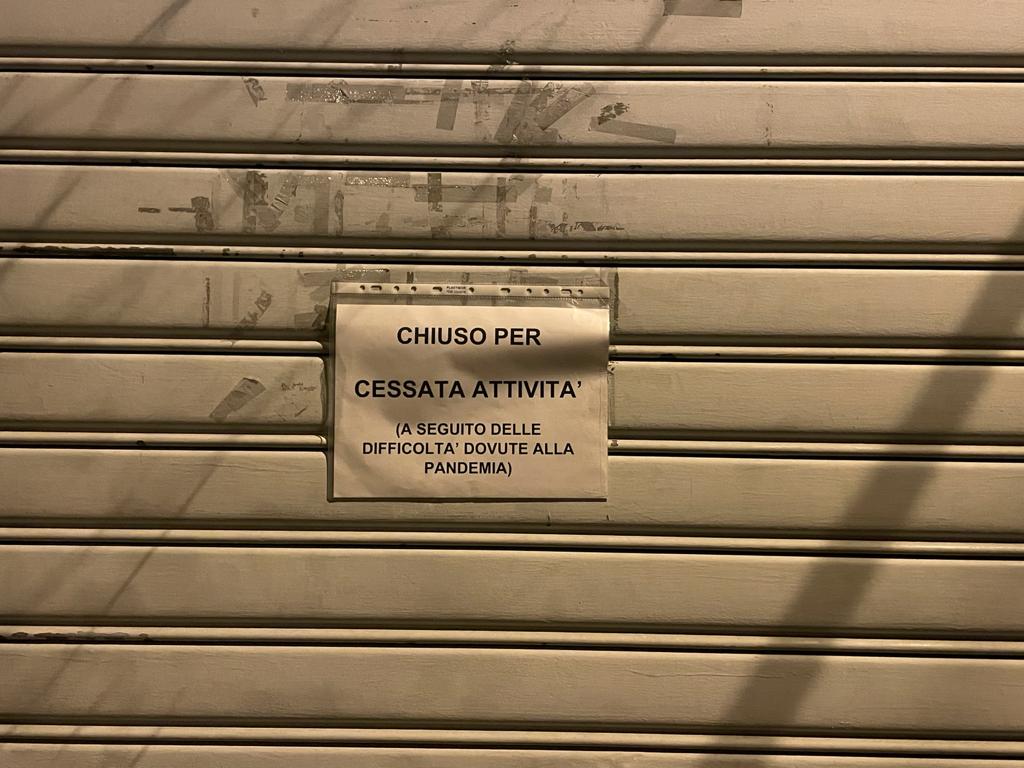 CHIUSO PER
CESSATA ATTIVITA'
(A SEGUITO DELLE
DIFFICOLTA' DOVUTE ALLA
PANDEMIA)